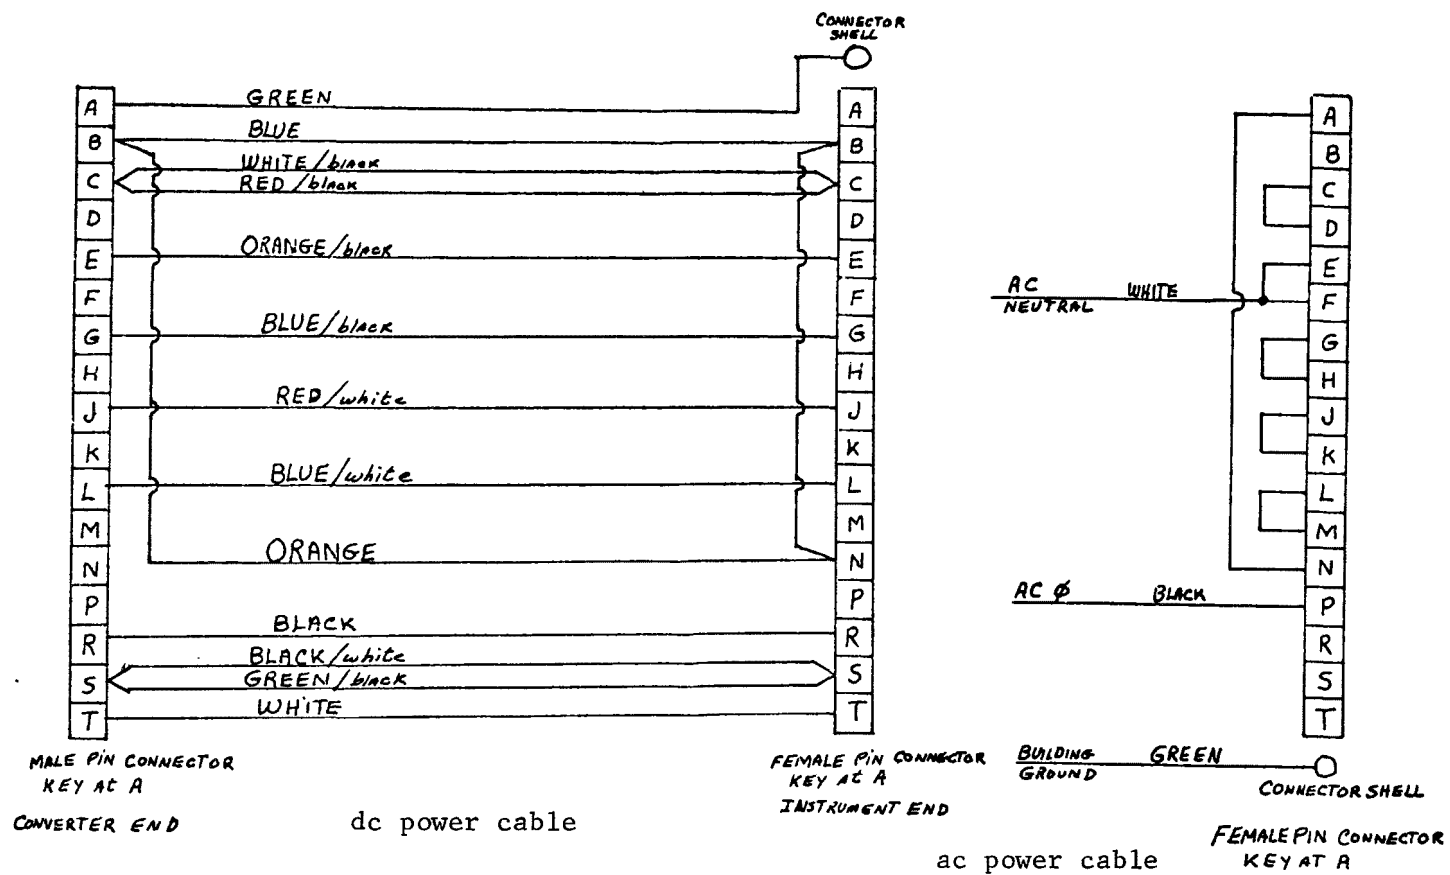 CONNECTOR
SHELL
A
B
C
D
E
F
G
H
J
K
L
M
N
P
R
S
T
GREEN
BLUE
WHITE/black
RED/black
ORANGE/black
BLUE/black
RED/white
BLUE/white
ORANGE
BLACK
BLACK/white
GREEN/black
WHITE
A
B
C
D
E
F
G
H
J
K
L
M
N
P
R
S
T
MALE PIN CONNECTOR
KEY At A
CONVERTER END
FEMALE PIN CONNECTOR
KEY At A
INSTRUMENT END
dc power cable
AC
NEUTRAL
WHITE
AC ϕ
BLACK
BUILDING
GROUND
GREEN
A
B
C
D
E
F
G
H
J
K
L
M
N
P
R
S
T
CONNECTOR SHELL
FEMALE PIN CONNECTOR
KEY AT A
ac power cable